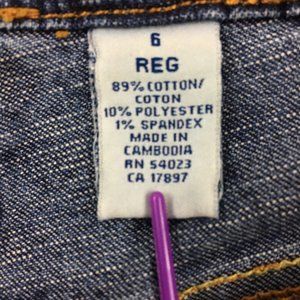 6
REG
89% COTTON/
COTON
10% POLYESTER
1% SPANDEX
MADE IN
CAMBODIA
RN 54023
CA 17897